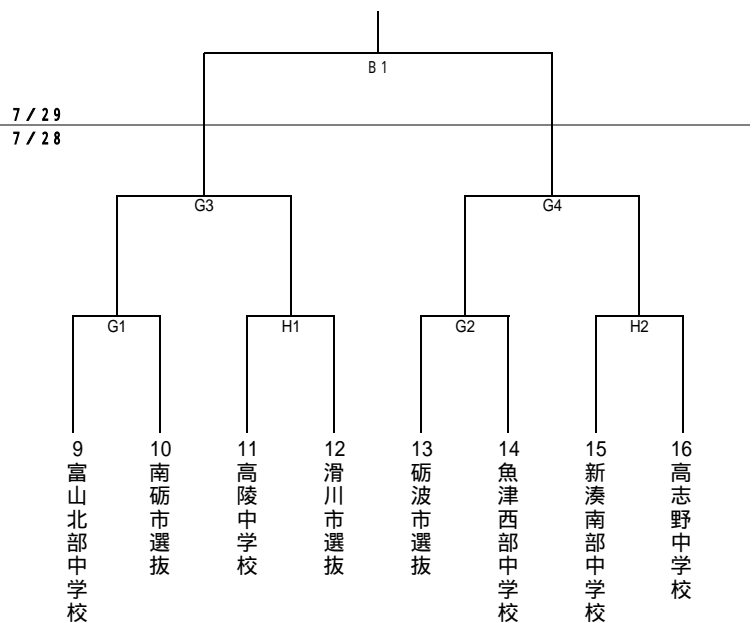 B 1
7/29
7/28
G3
G4
G1
H1
G2
H2
9
10
11
12
13
14
15
16
富山北部中学校
南砺市選抜
高陵中学校
滑川市選抜
砺波市選抜
魚津西部中学校
新湊南部中学校
高志野中学校